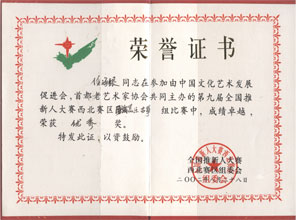 荣誉证书
同志在参加由中国文化艺术发展
促进会、首都老艺术家协会共同主办的第九届全国推
新人大赛西北赛区 组比赛中，成绩卓越，
荣获 优秀 奖。
特发此证，以资鼓励。
全国推新人大赛
西北赛区组委会